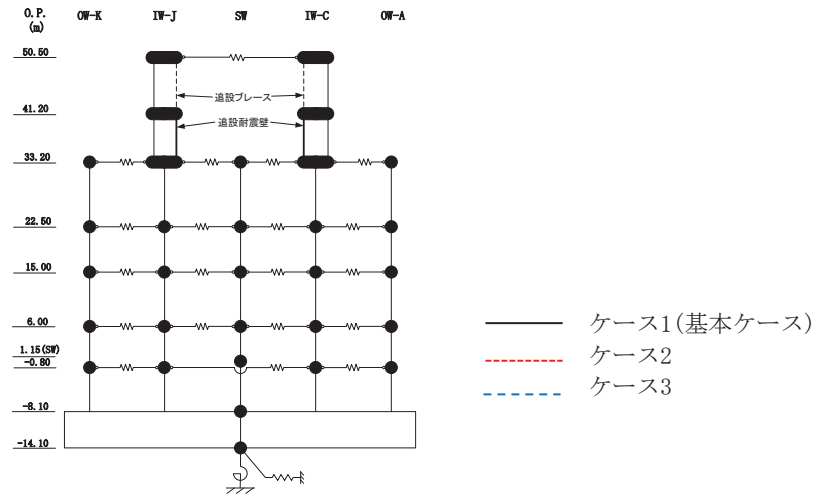 O.P.
(m)
OW-K IW-J SW IW-C OW-A
50.50
追設ブレース
41.20
追設耐震壁
33.20
22.50
15.00
6.00
1.15(SW)
-0.80
-8.10
-14.10
ケース1(基本ケース)
ケース2
ケース3